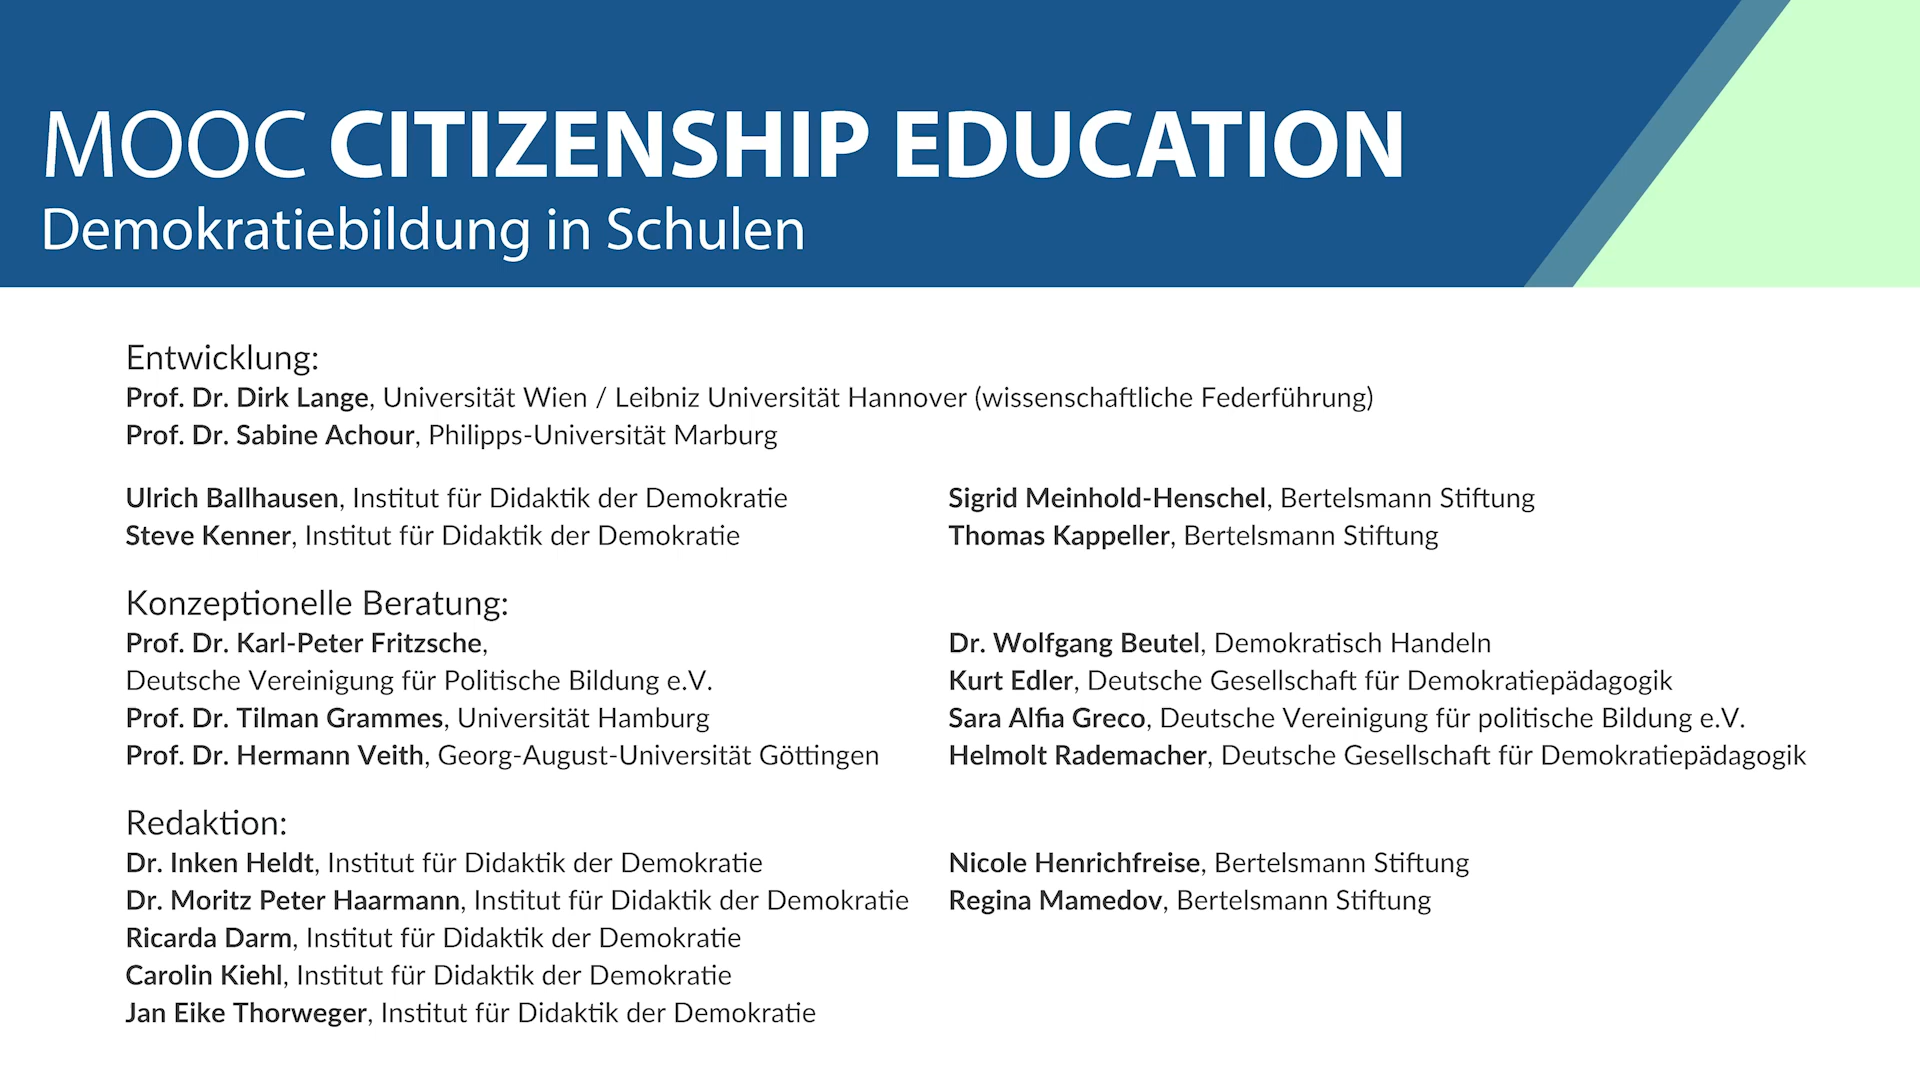 MOOC CITIZENSHIP EDUCATION
Demokratiebildung in Schulen
Entwicklung:
Prof. Dr. Dirk Lange, Universität Wien / Leibniz Universität Hannover (wissenschaftliche Federführung)
Prof. Dr. Sabine Achour, Philipps-Universität Marburg
Ulrich Ballhausen, Institut für Didaktik der Demokratie
Steve Kenner, Institut für Didaktik der Demokratie
Sigrid Meinhold-Henschel, Bertelsmann Stiftung
Thomas Kappeller, Bertelsmann Stiftung
Konzeptionelle Beratung:
Prof. Dr. Karl-Peter Fritzsche,
Deutsche Vereinigung für Politische Bildung e.V.
Prof. Dr. Tilman Grammes, Universität Hamburg
Prof. Dr. Hermann Veith, Georg-August-Universität Göttingen
Dr. Wolfgang Beutel, Demokratisch Handeln
Kurt Edler, Deutsche Gesellschaft für Demokratiepädagogik
Sara Alfia Greco, Deutsche Vereinigung für politische Bildung e.V.
Helmolt Rademacher, Deutsche Gesellschaft für Demokratiepädagogik
Redaktion:
Dr. Inken Heldt, Institut für Didaktik der Demokratie
Dr. Moritz Peter Haarmann, Institut für Didaktik der Demokratie
Ricarda Darm, Institut für Didaktik der Demokratie
Carolin Kiehl, Institut für Didaktik der Demokratie
Jan Eike Thorweger, Institut für Didaktik der Demokratie
Nicole Henrichfreise, Bertelsmann Stiftung
Regina Mamedov, Bertelsmann Stiftung